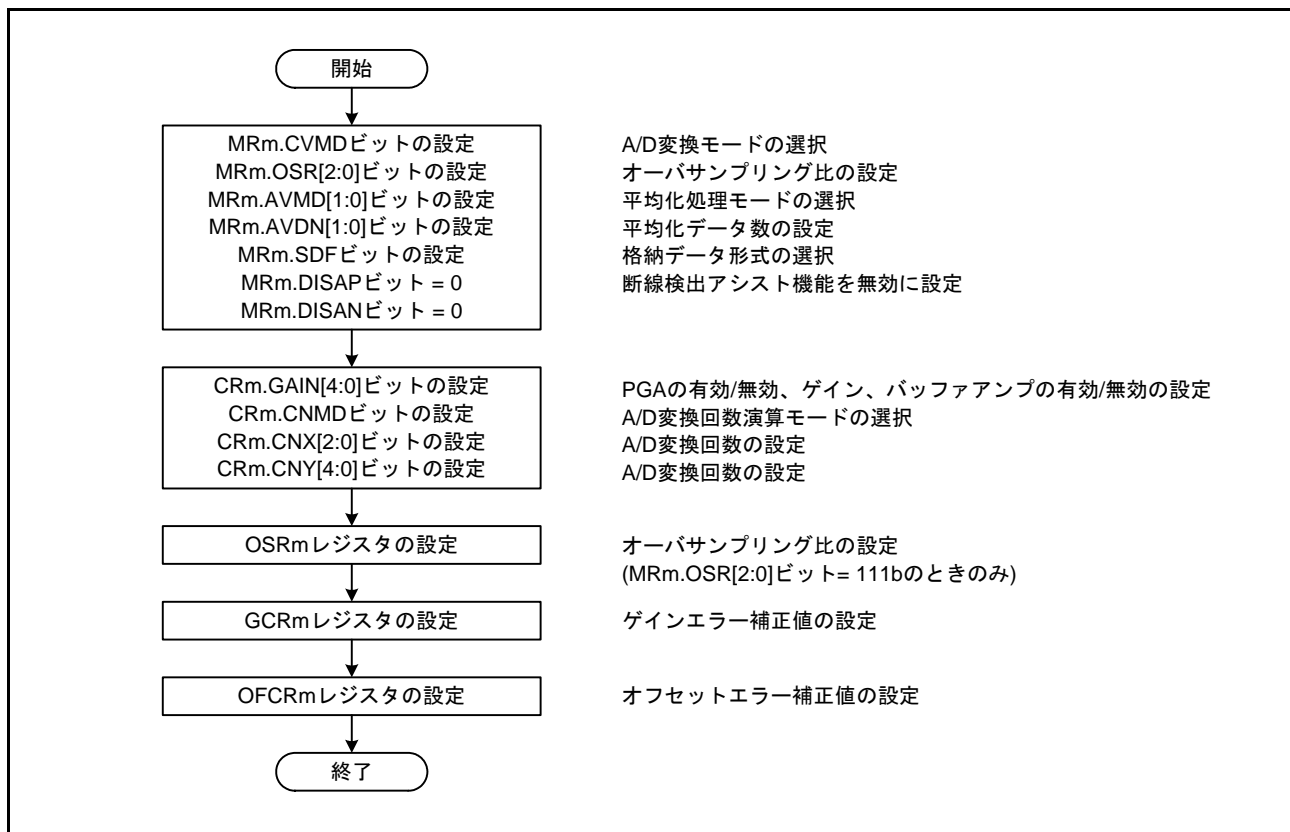 開始
MRm.CVMDビットの設定 A/D変換モードの選択
MRm.OSR[2:0]ビットの設定 オーバサンプリング比の設定
MRm.AVMD[1:0]ビットの設定 平均化処理モードの選択
MRm.AVDN[1:0]ビットの設定 平均化データ数の設定
MRm.SDFビットの設定 格納データ形式の選択
MRm.DISAPビット = 0 断線検出アシスト機能を無効に設定
MRm.DISANビット = 0
CRm.GAIN[4:0]ビットの設定 PGAの有効/無効、ゲイン、バッファアンプの有効/無効の設定
CRm.CNMDビットの設定 A/D変換回数演算モードの選択
CRm.CNX[2:0]ビットの設定 A/D変換回数の設定
CRm.CNY[4:0]ビットの設定 A/D変換回数の設定
OSRmレジスタの設定 オーバサンプリング比の設定
(MRm.OSR[2:0]ビット= 111bのときのみ)
GCRmレジスタの設定 ゲインエラー補正値の設定
OFCRmレジスタの設定 オフセットエラー補正値の設定
終了